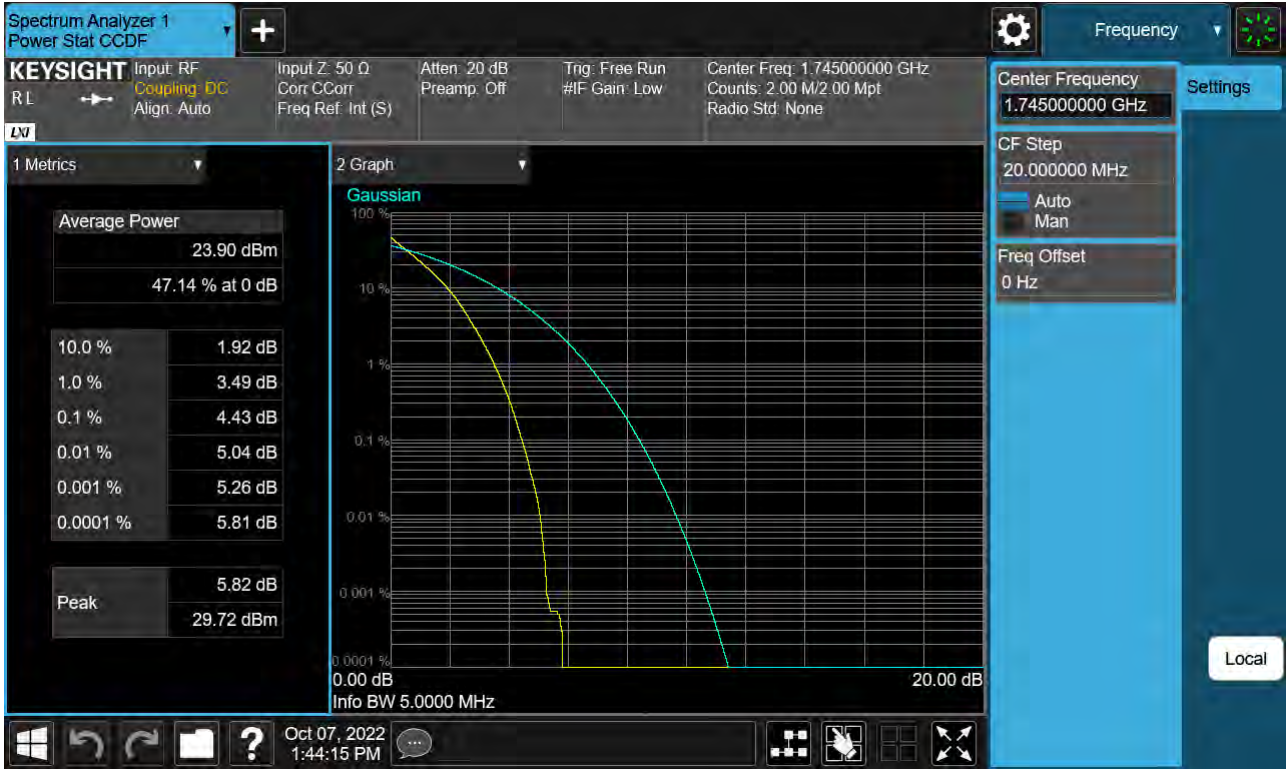 Spectrum Analyzer 1
Power Stat CCDF
Frequency
KEYSIGHT
R L
LXI
Input: RF
Coupling: DC
Align: Auto
Input Z: 50 Ω
Corr CCorr
Freq Ref: Int (S)
Atten: 20 dB
Preamp: Off
Trig: Free Run
#IF Gain: Low
Center Freq: 1.745000000 GHz
Counts: 2.00 M/2.00 Mpt
Radio Std: None
1 Metrics
Average Power
23.90 dBm
47.14 % at 0 dB
10.0 % 1.92 dB
1.0 % 3.49 dB
0.1 % 4.43 dB
0.01 % 5.04 dB
0.001 % 5.26 dB
0.0001 % 5.81 dB
Peak
5.82 dB
29.72 dBm
2 Graph
Gaussian
100 %
10 %
1 %
0.1 %
0.01 %
0.001 %
0.0001 %
0.00 dB 20.00 dB
Info BW 5.0000 MHz
Center Frequency
1.745000000 GHz
CF Step
20.000000 MHz
Auto
Man
Freq Offset
0 Hz
Settings
Local
?
Oct 07, 2022
1:44:15 PM